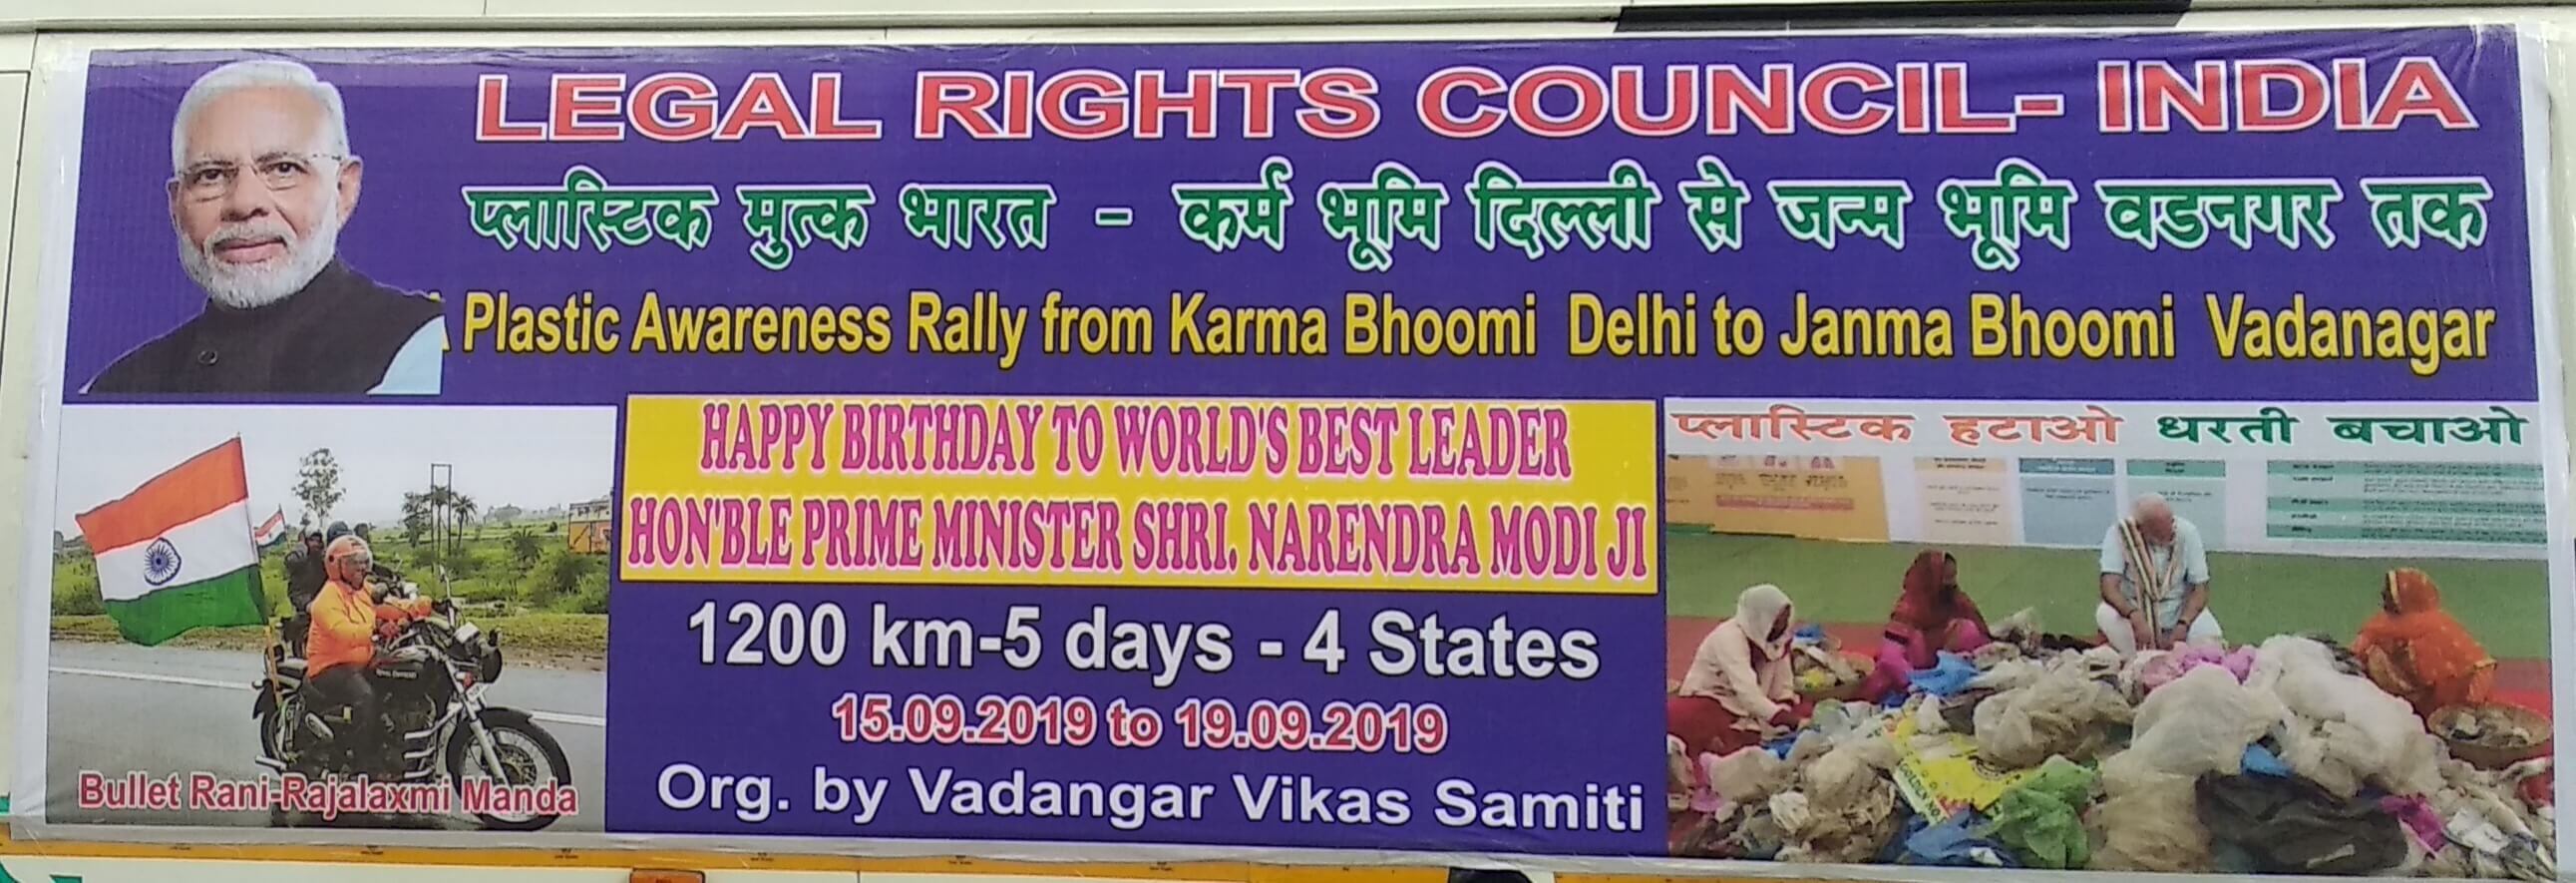 LEGAL RIGHTS COUNCIL- INDIA
प्लास्टिक मुत्क भारत - कर्म भूमि दिल्ली से जन्म भूमि वडनगर तक
A Plastic Awareness Rally from Karma Bhoomi Delhi to Janma Bhoomi Vadanagar
HAPPY BIRTHDAY TO WORLD'S BEST LEADER
HON'BLE PRIME MINISTER SHRI. NARENDRA MODI JI
1200 km-5 days - 4 States
15.09.2019 to 19.09.2019
Org. by Vadangar Vikas Samiti
Bullet Rani-Rajalaxmi Manda
प्लास्टिक हटाओ धरती बचाओ